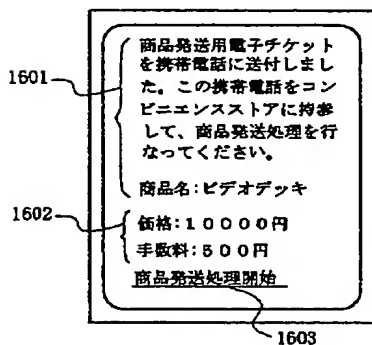 商品発送用電子チケット
を携帯電話に送付しまし
た。この携帯電話をコン
ビニエンスストアに持参
して、商品発送処理を行
なってください。
商品名:ビデオデッキ
価格:10000円
手数料:500円
商品発送処理開始
1601
1602
1603